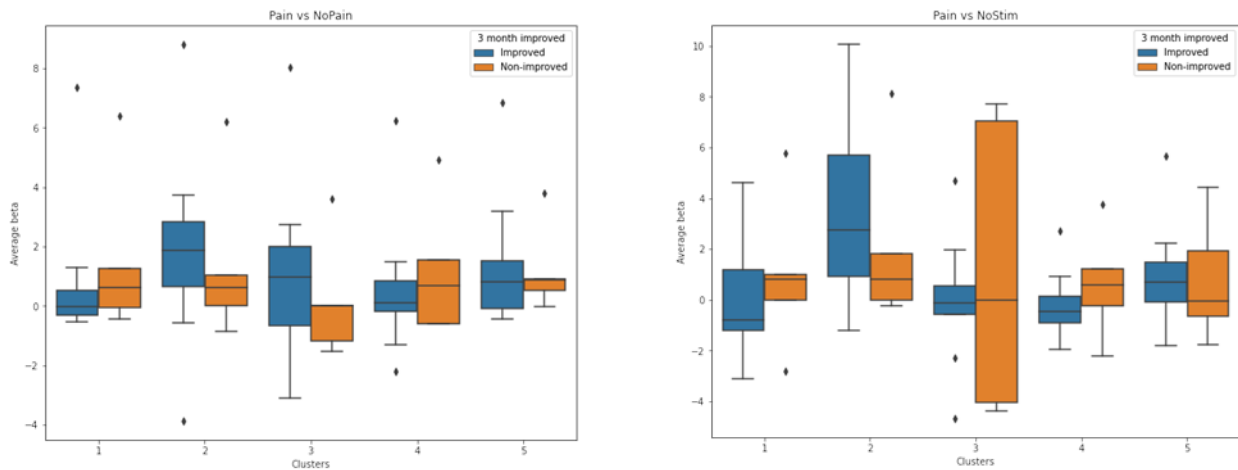 Pain vs NoPain
3 month improved
Improved
Non-improved
8
6
4
2
0
−2
−4
Average beta
1 2 3 4 5
Clusters
Pain vs NoStim
3 month improved
Improved
Non-improved
10
8
6
4
2
0
−2
−4
Average beta
1 2 3 4 5
Clusters